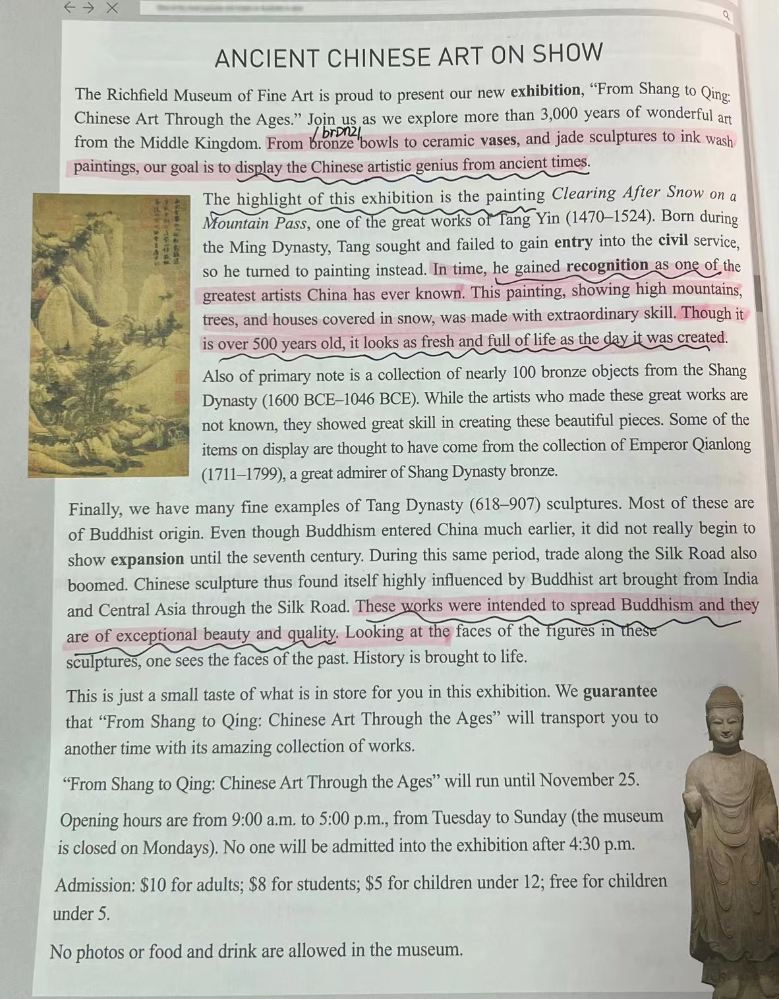 ANCIENT CHINESE ART ON SHOW
The Richfield Museum of Fine Art is proud to present our new exhibition, “From Shang to Qing:
Chinese Art Through the Ages.” Join us as we explore more than 3,000 years of wonderful art
/brɒnz/
from the Middle Kingdom. From bronze bowls to ceramic vases, and jade sculptures to ink wash
paintings, our goal is to display the Chinese artistic genius from ancient times.
The highlight of this exhibition is the painting Clearing After Snow on a
Mountain Pass, one of the great works of Tang Yin (1470–1524). Born during
the Ming Dynasty, Tang sought and failed to gain entry into the civil service,
so he turned to painting instead. In time, he gained recognition as one of the
greatest artists China has ever known. This painting, showing high mountains,
trees, and houses covered in snow, was made with extraordinary skill. Though it
is over 500 years old, it looks as fresh and full of life as the day it was created.
Also of primary note is a collection of nearly 100 bronze objects from the Shang
Dynasty (1600 BCE–1046 BCE). While the artists who made these great works are
not known, they showed great skill in creating these beautiful pieces. Some of the
items on display are thought to have come from the collection of Emperor Qianlong
(1711–1799), a great admirer of Shang Dynasty bronze.
Finally, we have many fine examples of Tang Dynasty (618–907) sculptures. Most of these are
of Buddhist origin. Even though Buddhism entered China much earlier, it did not really begin to
show expansion until the seventh century. During this same period, trade along the Silk Road also
boomed. Chinese sculpture thus found itself highly influenced by Buddhist art brought from India
and Central Asia through the Silk Road. These works were intended to spread Buddhism and they
are of exceptional beauty and quality. Looking at the faces of the figures in these
sculptures, one sees the faces of the past. History is brought to life.
This is just a small taste of what is in store for you in this exhibition. We guarantee
that “From Shang to Qing: Chinese Art Through the Ages” will transport you to
another time with its amazing collection of works.
“From Shang to Qing: Chinese Art Through the Ages” will run until November 25.
Opening hours are from 9:00 a.m. to 5:00 p.m., from Tuesday to Sunday (the museum
is closed on Mondays). No one will be admitted into the exhibition after 4:30 p.m.
Admission: $10 for adults; $8 for students; $5 for children under 12; free for children
under 5.
No photos or food and drink are allowed in the museum.